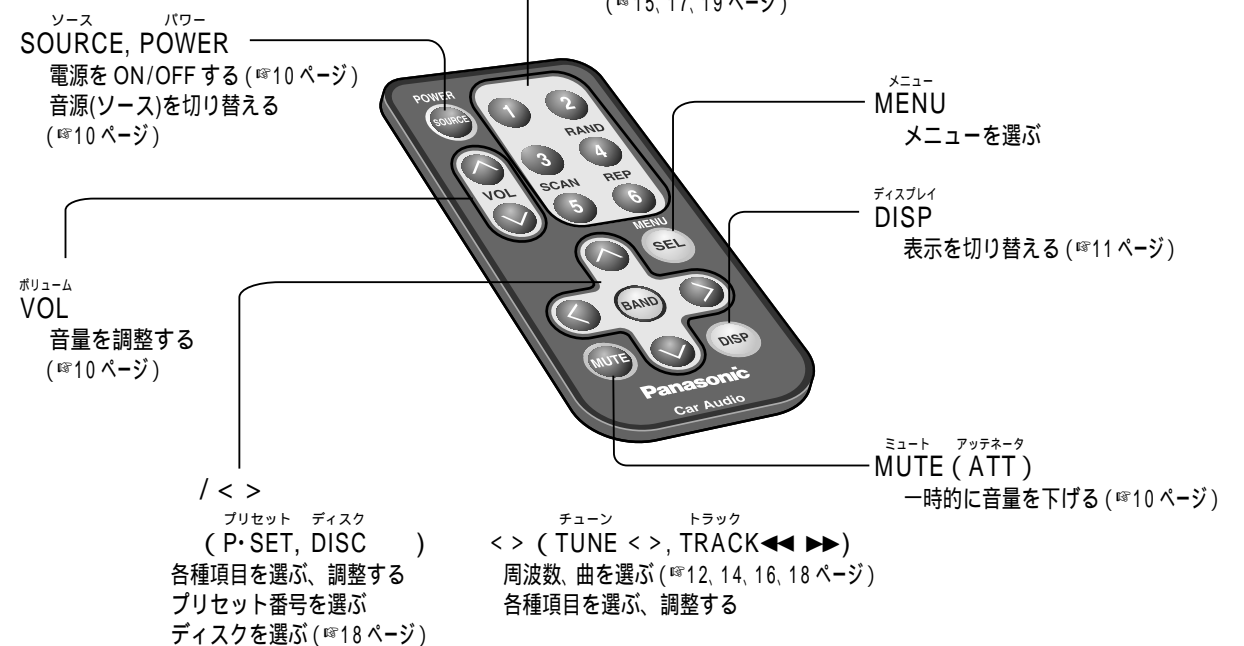 (☞15、17、19 ページ)
ソース パワー
SOURCE, POWER
電源を ON/OFF する (☞10 ページ)
音源(ソース)を切り替える
(☞10 ページ)
メニュー
MENU
メニューを選ぶ
ディスプレイ
DISP
表示を切り替える (☞11 ページ)
ボリューム
VOL
音量を調整する
(☞10 ページ)
POWER
SOURCE
1
2
RAND
3
4
VOL
SCAN
REP
5
6
MENU
SEL
BAND
MUTE
DISP
Panasonic
Car Audio
ミュート アッテネータ
MUTE ( ATT )
一時的に音量を下げる (☞10 ページ)
/ < >
プリセット ディスク
( P・SET, DISC )
各種項目を選ぶ、調整する
プリセット番号を選ぶ
ディスクを選ぶ (☞18 ページ)
チューン トラック
< > ( TUNE < >, TRACK◀◀ ▶▶)
周波数、曲を選ぶ (☞12、14、16、18 ページ)
各種項目を選ぶ、調整する